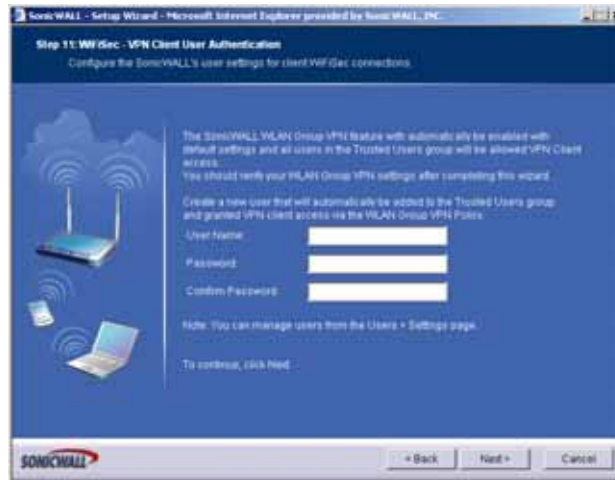 SonicWALL - Setup Wizard - Microsoft Internet Explorer provided by SonicWALL, INC.
Step 11: WiFiSec - VPN Client User Authentication
Configure the SonicWALL's user settings for client WiFiSec connections.
The SonicWALL WLAN Group VPN feature with automatically be enabled with
default settings and all users in the Trusted Users group will be allowed VPN Client
access.
You should verify your WLAN Group VPN settings after completing this wizard
Create a new user that will automatically be added to the Trusted Users group
and granted VPN client access via the WLAN Group VPN Policy.
User Name:
Password:
Confirm Password:
Note: You can manage users from the Users > Settings page.
To continue, click Next.
SONICWALL
< Back
Next >
Cancel